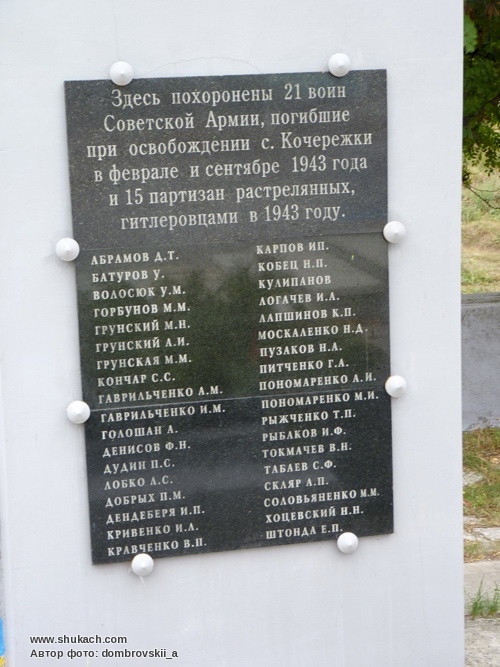 Здесь похоронены 21 воин
Советской Армии, погибшие
при освобождении с. Кочережки
в феврале и сентябре 1943 года
и 15 партизан растрелянных,
гитлеровцами в 1943 году.
АБРАМОВ Д.Т.
БАТУРОВ У.
ВОЛОСЮК У.М.
ГОРБУНОВ М.М.
ГРУНСКИЙ М.Н.
ГРУНСКИЙ А.И.
ГРУНСКАЯ М.М.
КОНЧАР С.С.
ГАВРИЛЬЧЕНКО А.М.
ГАВРИЛЬЧЕНКО И.М.
ГОЛОШАН А.
ДЕНИСОВ Ф.Н.
ДУДИН П.С.
ЛОБКО Л.С.
ДОБРЫХ П.М.
ДЕНДЕБЕРЯ И.П.
КРИВЕНКО И.Л.
КРАВЧЕНКО В.П.
КАРПОВ ИП.
КОБЕЦ Н.П.
КУЛИПАНОВ
ЛОГАЧЕВ И.Л.
ЛАПШИНОВ К.П.
МОСКАЛЕНКО Н.Д.
ПУЗАКОВ Н.А.
ПИТЧЕНКО Г.А.
ПОНОМАРЕНКО А.И.
ПОНОМАРЕНКО М.И.
РЫЖЧЕНКО Т.П.
РЫБАКОВ И.Ф.
ТОКМАЧЕВ В.Н.
ТАБАЕВ С.Ф.
СКЛЯР А.П.
СОЛОВЬЯНЕНКО М.М.
ХОЦЕВСКИЙ Н.Н.
ШТОНДА Е.П.
www.shukach.com
Автор фото: dombrovskii_a